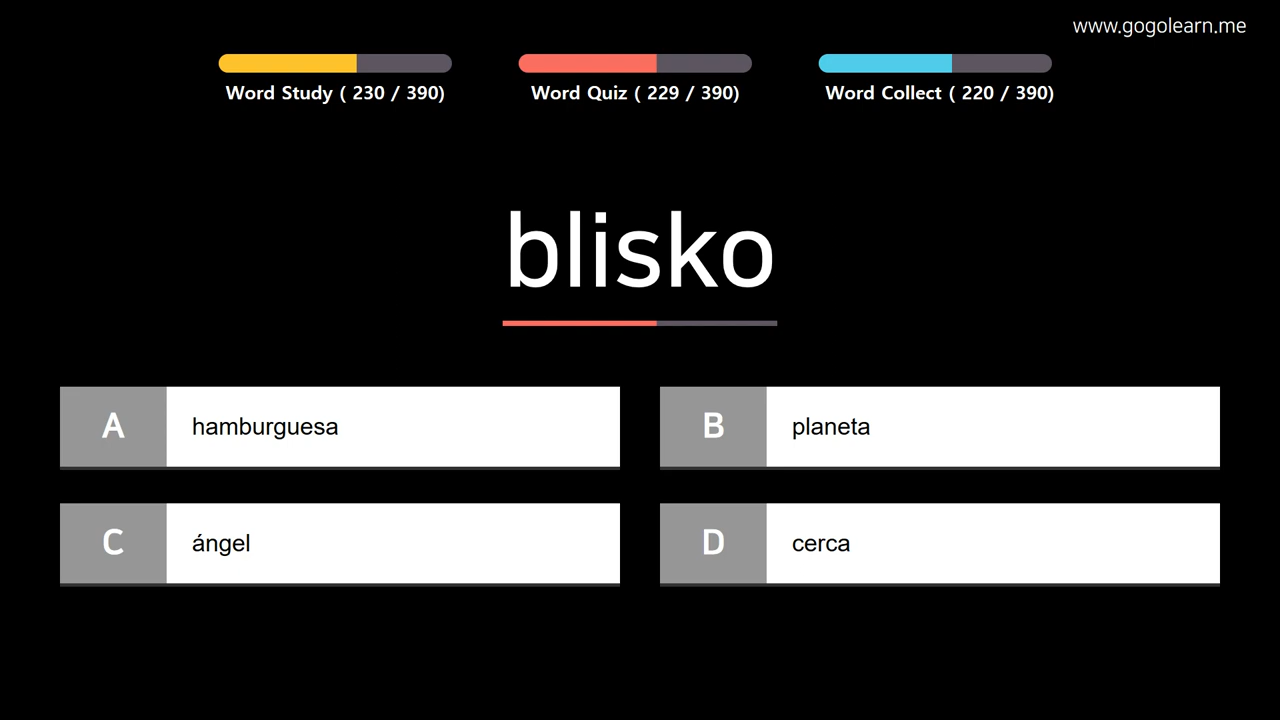 www.gogolearn.me
Word Study ( 230 / 390)
Word Quiz ( 229 / 390)
Word Collect ( 220 / 390)
blisko
A
hamburguesa
B
planeta
C
ángel
D
cerca